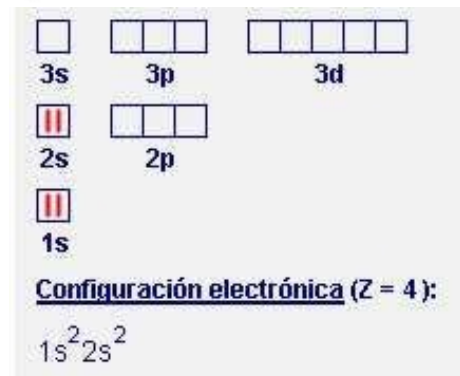 3s 3p 3d
2s 2p
1s
Configuración electrónica (Z = 4):
1s²2s²